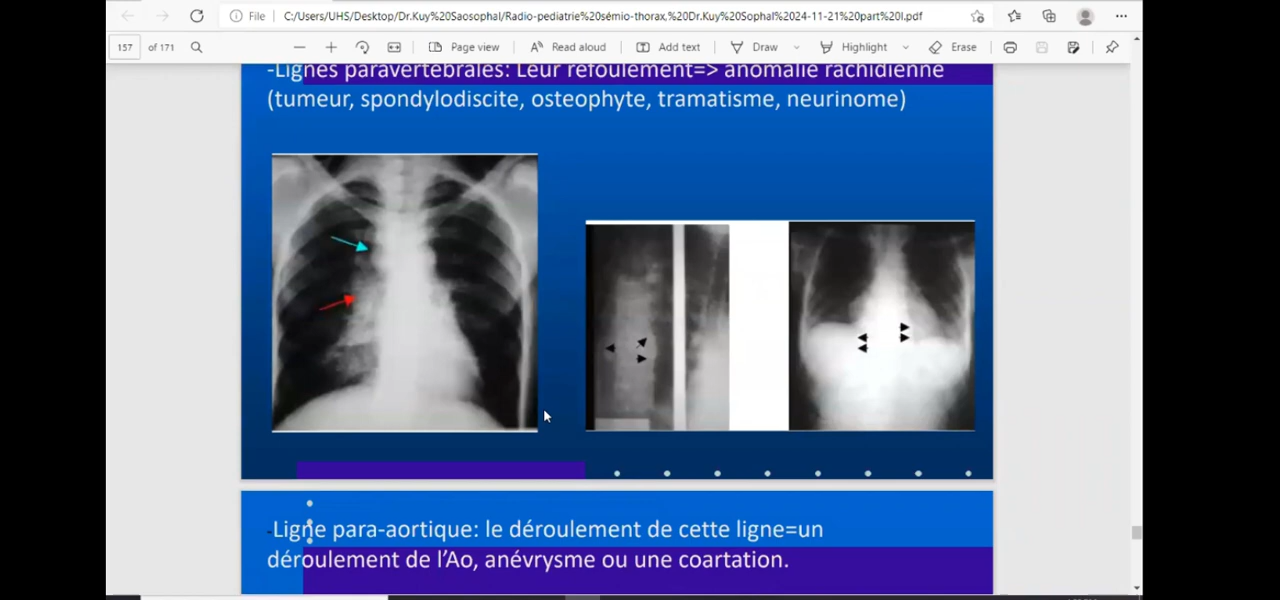 File
C:/Users/UHS/Desktop/Dr.Kuy%20Saosophal/Radio-pediatrie%20sémio-thorax,%20Dr.Kuy%20Sophal%2024-11-21%20part%20I.pdf
157 of 171
Page view
Read aloud
Add text
Draw
Highlight
Erase
-Lignes paravertébrales: Leur refoulement=> anomalie rachidienne
(tumeur, spondylodiscite, osteophyte, tramatisme, neurinome)
-Ligne para-aortique: le déroulement de cette ligne=un
déroulement de l’Ao, anévrysme ou une coartation.